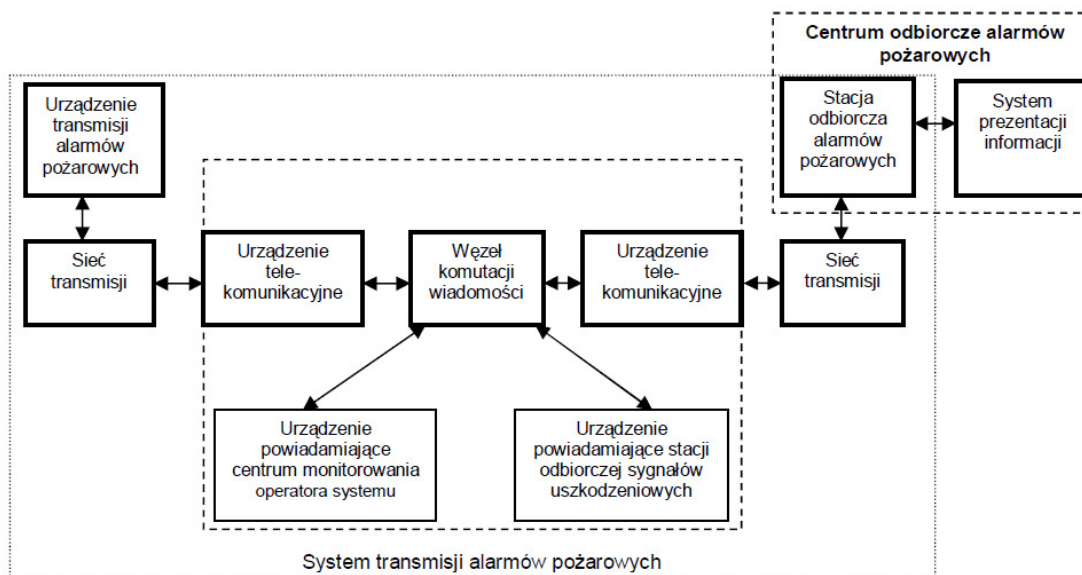 Centrum odbiorcze alarmów
pożarowych
Urządzenie
transmisji
alarmów
pożarowych
Stacja
odbiorcza
alarmów
pożarowych
System
prezentacji
informacji
Sieć
transmisji
Urządzenie
tele-
komunikacyjne
Węzeł
komutacji
wiadomości
Urządzenie
tele-
komunikacyjne
Sieć
transmisji
Urządzenie
powiadamiające
centrum monitorowania
operatora systemu
Urządzenie
powiadamiające stacji
odbiorczej sygnałów
uszkodzeniowych
System transmisji alarmów pożarowych